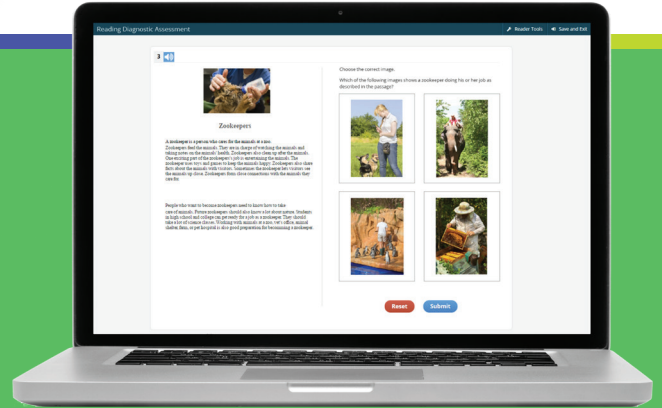 Reading Diagnostic Assessment
Reader Tools
Save and Exit
3
Zookeepers
A zookeeper is a person who cares for the animals at a zoo.
Zookeepers feed the animals. They are in charge of watching the animals and
taking notes on the animals' health. Zookeepers also clean up after the animals.
One exciting part of the zookeeper's job is entertaining the animals. The
zookeeper uses toys and games to keep the animals happy. Zookeepers also share
facts about the animals with visitors. Sometimes the zookeeper lets visitors see
the animals up close. Zookeepers form close connections with the animals they
care for.
People who want to become zookeepers need to know how to take
care of animals. Future zookeepers should also know a lot about nature. Students
in high school and college can get ready for a job as a zookeeper. They should
take a lot of science classes. Working with animals at a zoo, vet's office, animal
shelter, farm, or pet hospital is also good preparation for becoming a zookeeper.
Choose the correct image.
Which of the following images shows a zookeeper doing his or her job as
described in the passage?
Reset
Submit